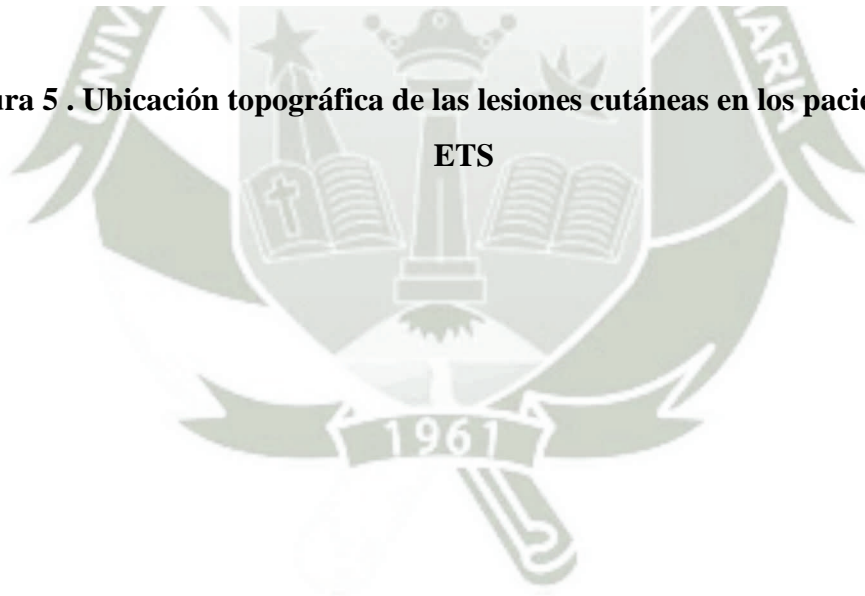 ura 5 . Ubicación topográfica de las lesiones cutáneas en los pacie
ETS
1961